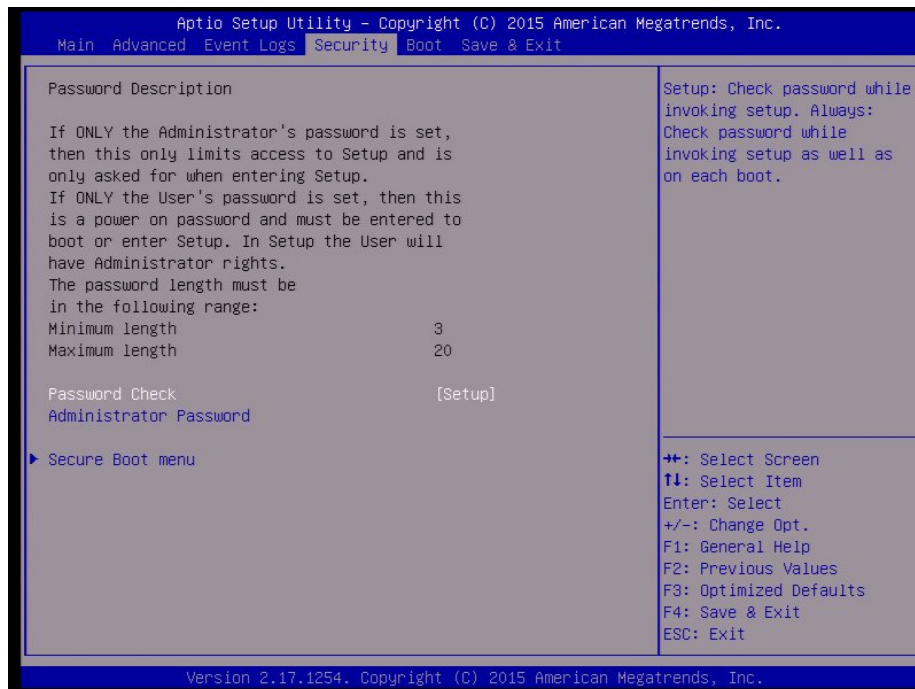 Aptio Setup Utility – Copyright (C) 2015 American Megatrends, Inc.
Main Advanced Event Logs Security Boot Save & Exit
Password Description
If ONLY the Administrator's password is set,
then this only limits access to Setup and is
only asked for when entering Setup.
If ONLY the User's password is set, then this
is a power on password and must be entered to
boot or enter Setup. In Setup the User will
have Administrator rights.
The password length must be
in the following range:
Minimum length 3
Maximum length 20
Password Check [Setup]
Administrator Password
Secure Boot menu
Setup: Check password while
invoking setup. Always:
Check password while
invoking setup as well as
on each boot.
→←: Select Screen
↑↓: Select Item
Enter: Select
+/-: Change Opt.
F1: General Help
F2: Previous Values
F3: Optimized Defaults
F4: Save & Exit
ESC: Exit
Version 2.17.1254. Copyright (C) 2015 American Megatrends, Inc.